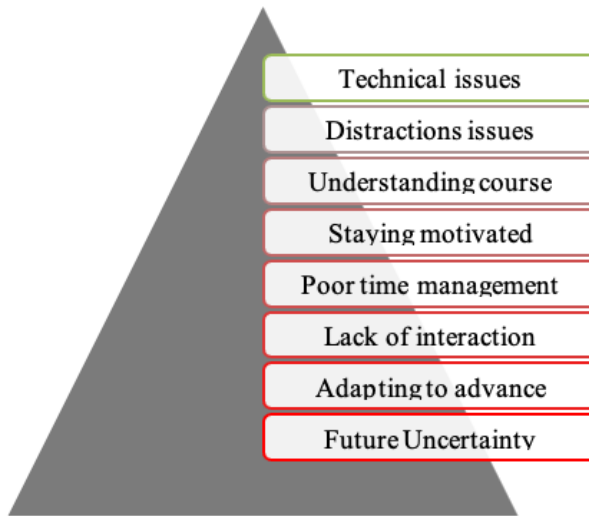 Technical issues
Distractions issues
Understanding course
Staying motivated
Poor time management
Lack of interaction
Adapting to advance
Future Uncertainty